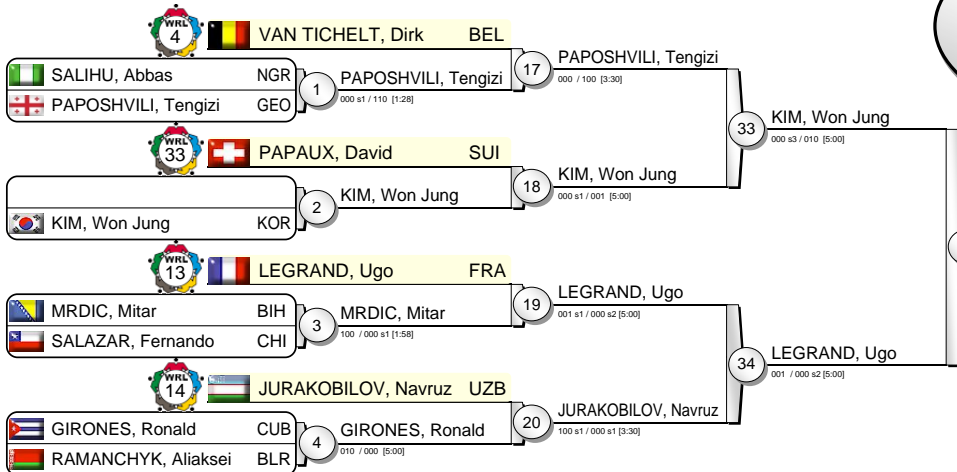 WRL
4
VAN TICHELT, Dirk BEL
SALIHU, Abbas NGR
PAPOSHVILI, Tengizi GEO
1
PAPOSHVILI, Tengizi
000 s1 / 110 [1:28]
17
PAPOSHVILI, Tengizi
000 / 100 [3:30]
WRL
33
PAPAUX, David SUI
KIM, Won Jung KOR
2
KIM, Won Jung
18
KIM, Won Jung
000 s1 / 001 [5:00]
33
KIM, Won Jung
000 s3 / 010 [5:00]
WRL
13
LEGRAND, Ugo FRA
MRDIC, Mitar BIH
SALAZAR, Fernando CHI
3
MRDIC, Mitar
100 / 000 s1 [1:58]
19
LEGRAND, Ugo
001 s1 / 000 s2 [5:00]
WRL
14
JURAKOBILOV, Navruz UZB
GIRONES, Ronald CUB
RAMANCHYK, Aliaksei BLR
4
GIRONES, Ronald
010 / 000 [5:00]
20
JURAKOBILOV, Navruz
100 s1 / 000 s1 [3:30]
34
LEGRAND, Ugo
001 / 000 s2 [5:00]